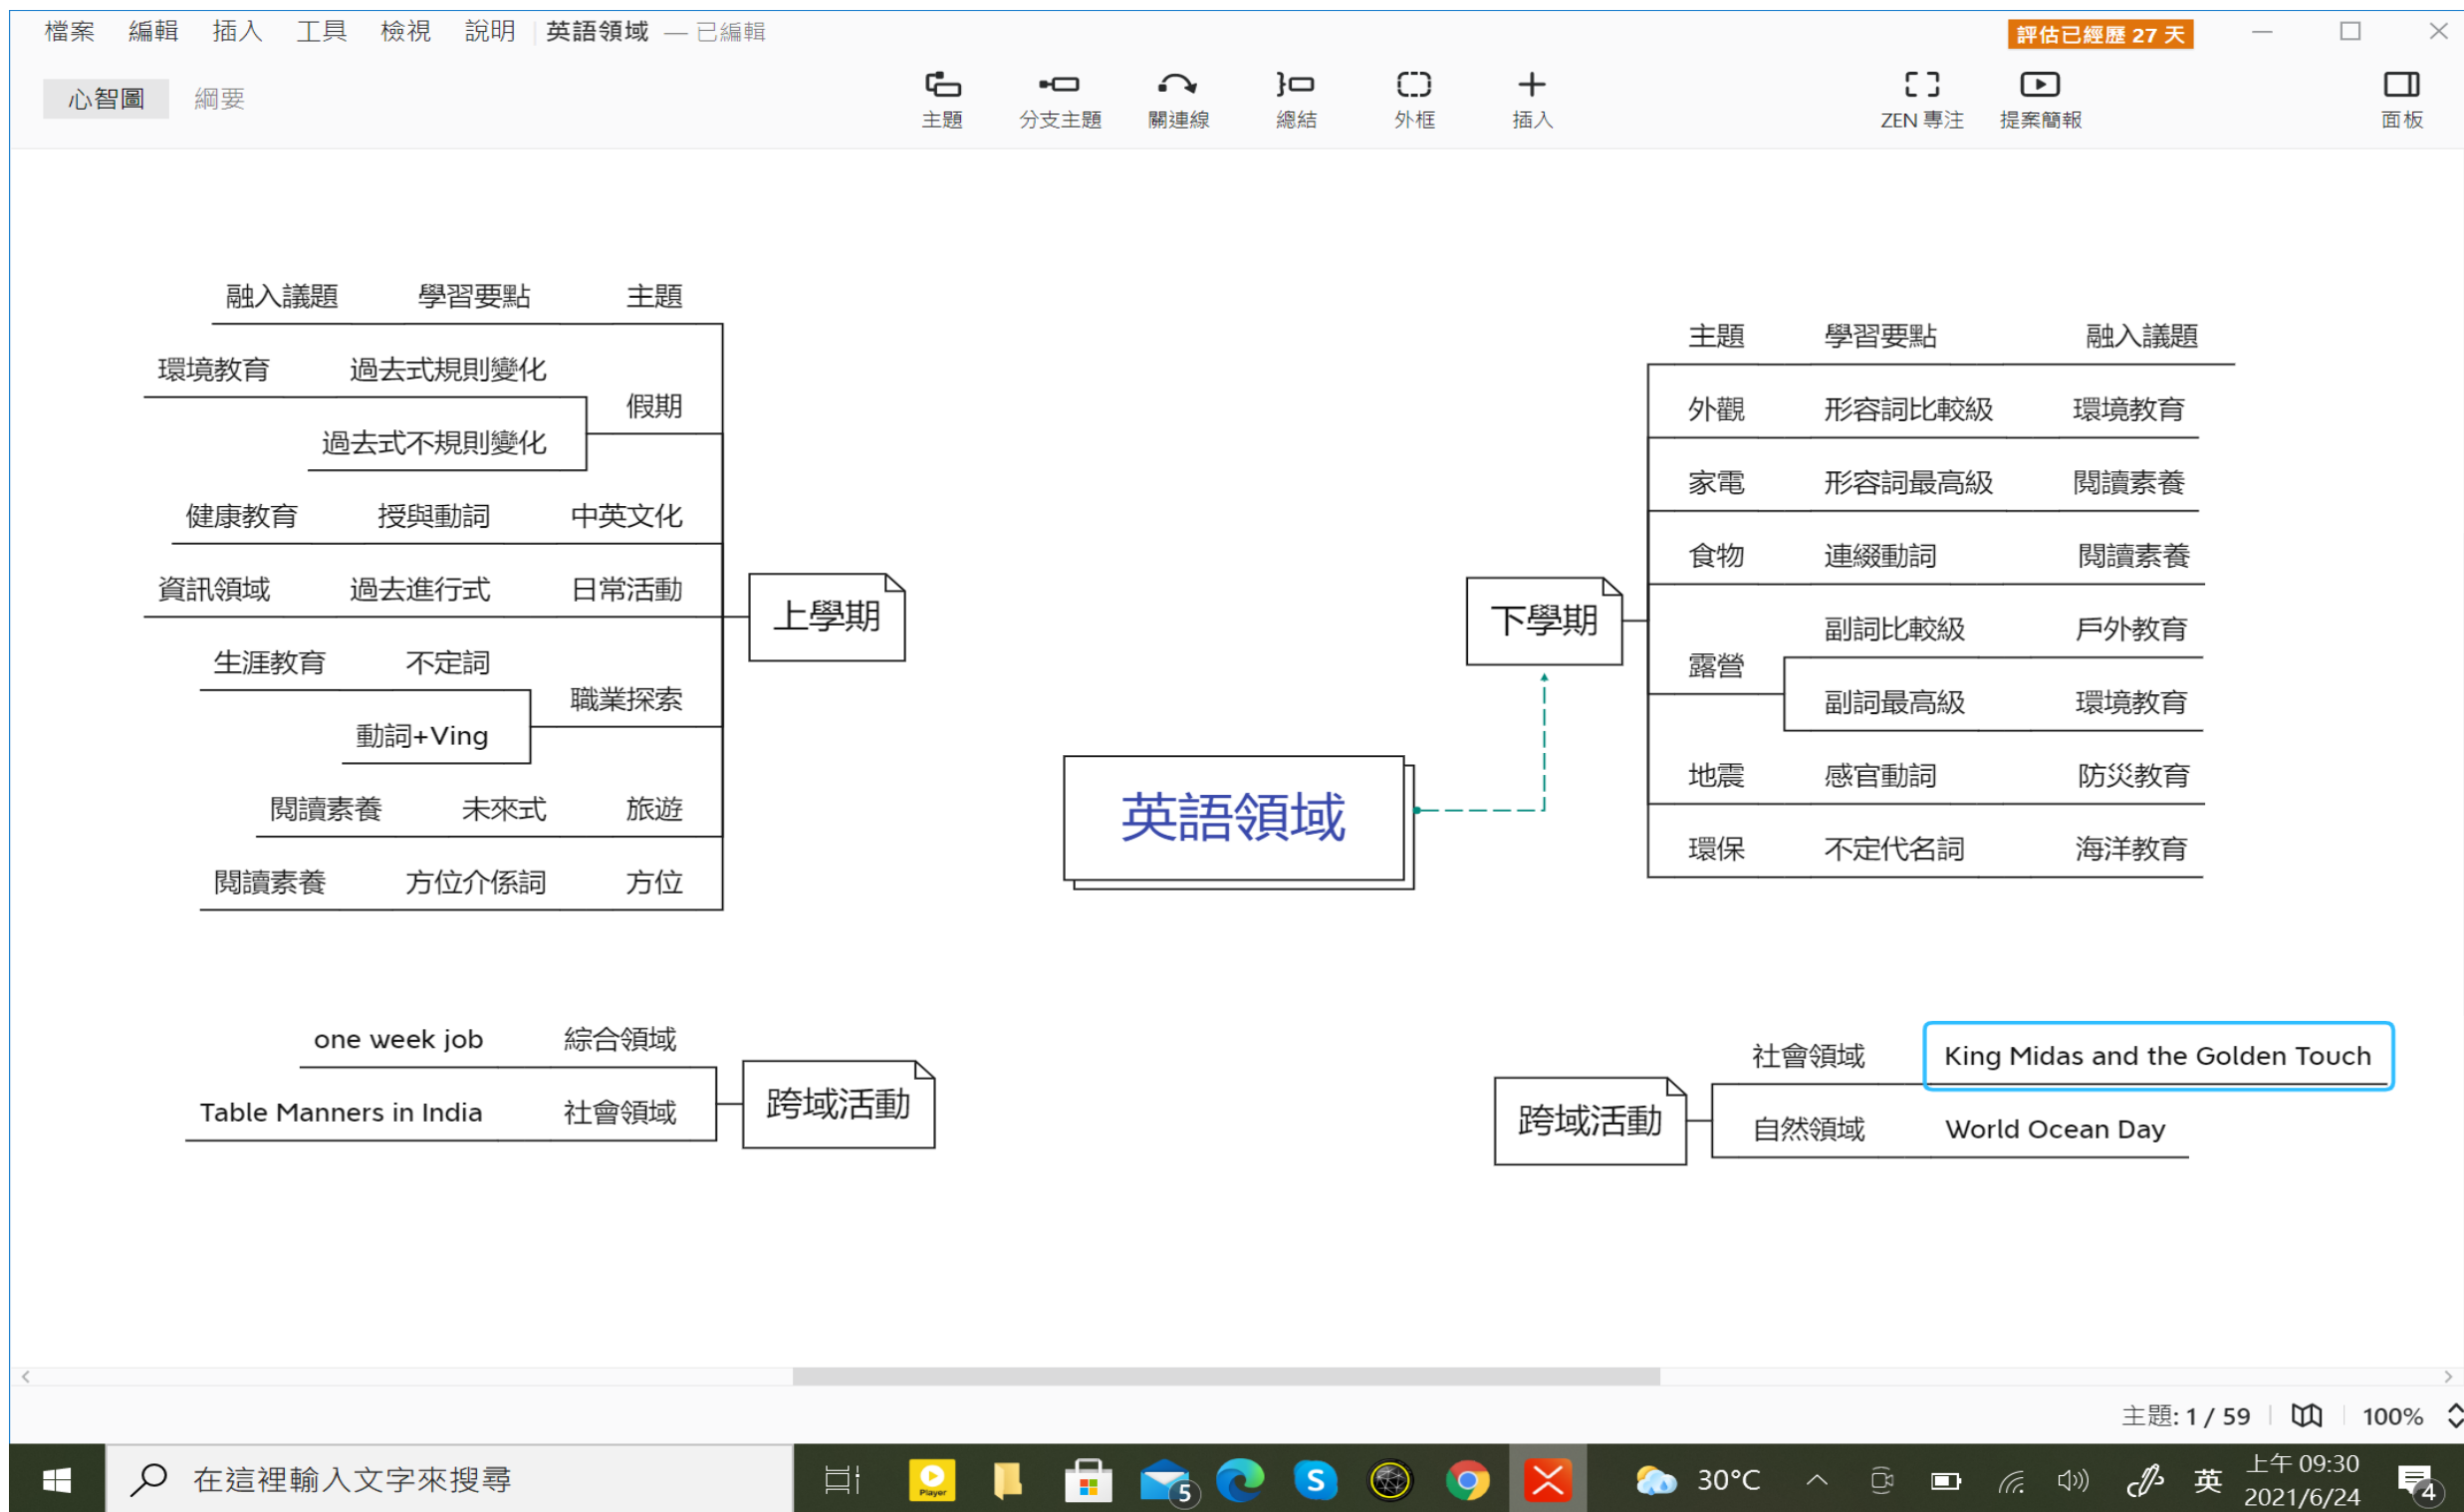 檔案 編輯 插入 工具 檢視 說明 英語領域 — 已編輯 評估已經歷 27 天
心智圖 綱要 主題 分支主題 關連線 總結 外框 插入 ZEN 專注 提案簡報 面板
融入議題 學習要點 主題
環境教育 過去式規則變化
假期
過去式不規則變化
健康教育 授與動詞 中英文化
資訊領域 過去進行式 日常活動
上學期
生涯教育 不定詞
職業探索
動詞+Ving
閱讀素養 未來式 旅遊
閱讀素養 方位介係詞 方位
主題 學習要點 融入議題
外觀 形容詞比較級 環境教育
家電 形容詞最高級 閱讀素養
食物 連綴動詞 閱讀素養
下學期
副詞比較級 戶外教育
露營
副詞最高級 環境教育
地震 感官動詞 防災教育
環保 不定代名詞 海洋教育
英語領域
one week job 綜合領域
跨域活動
Table Manners in India 社會領域
社會領域 King Midas and the Golden Touch
跨域活動
自然領域 World Ocean Day
主題: 1 / 59 100%
在這裡輸入文字來搜尋 Player 5 S 30°C 英 上午 09:30
2021/6/24 4